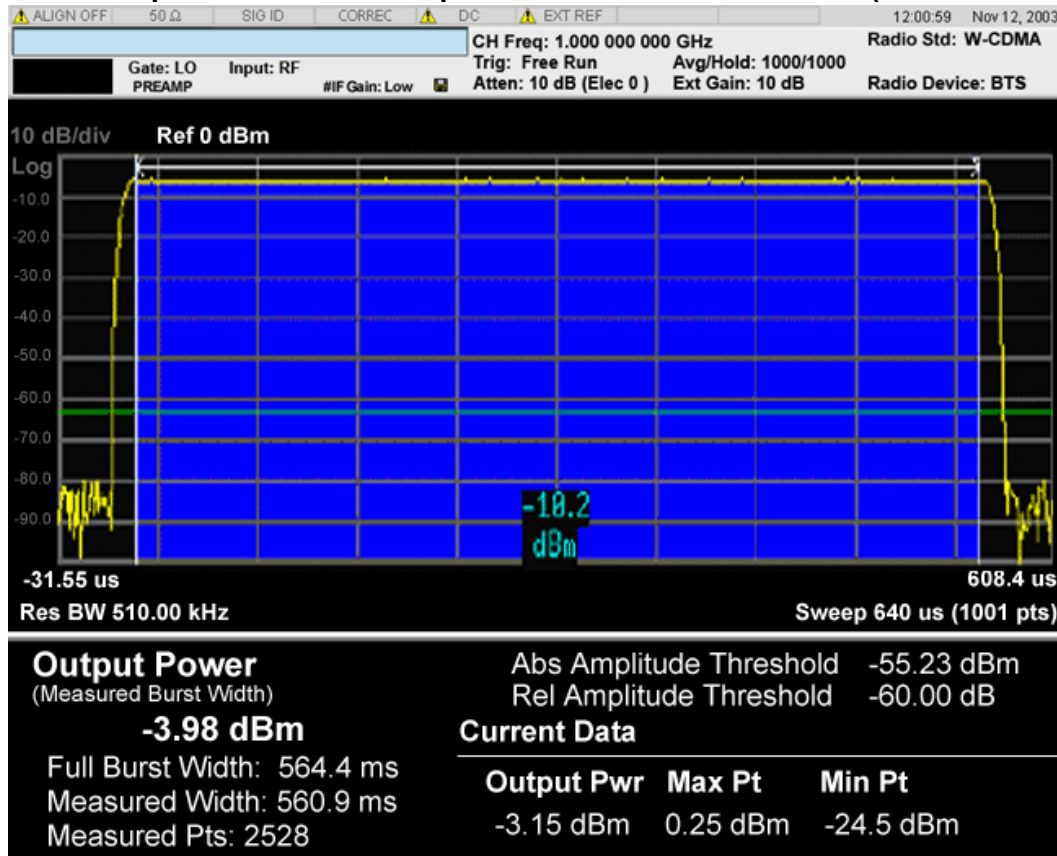 ALIGN OFF 50 Ω SIG ID CORREC DC EXT REF 12:00:59 Nov 12, 2003
CH Freq: 1.000 000 000 GHz Radio Std: W-CDMA
Gate: LO Input: RF Trig: Free Run Avg/Hold: 1000/1000
PREAMP #IF Gain: Low Atten: 10 dB (Elec 0 ) Ext Gain: 10 dB Radio Device: BTS
10 dB/div Ref 0 dBm
Log
-10.0
-20.0
-30.0
-40.0
-50.0
-60.0
-70.0
-80.0
-90.0
-10.2
dBm
-31.55 us 608.4 us
Res BW 510.00 kHz Sweep 640 us (1001 pts)
Output Power Abs Amplitude Threshold -55.23 dBm
(Measured Burst Width) Rel Amplitude Threshold -60.00 dB
-3.98 dBm Current Data
Full Burst Width: 564.4 ms
Measured Width: 560.9 ms Output Pwr Max Pt Min Pt
Measured Pts: 2528 -3.15 dBm 0.25 dBm -24.5 dBm